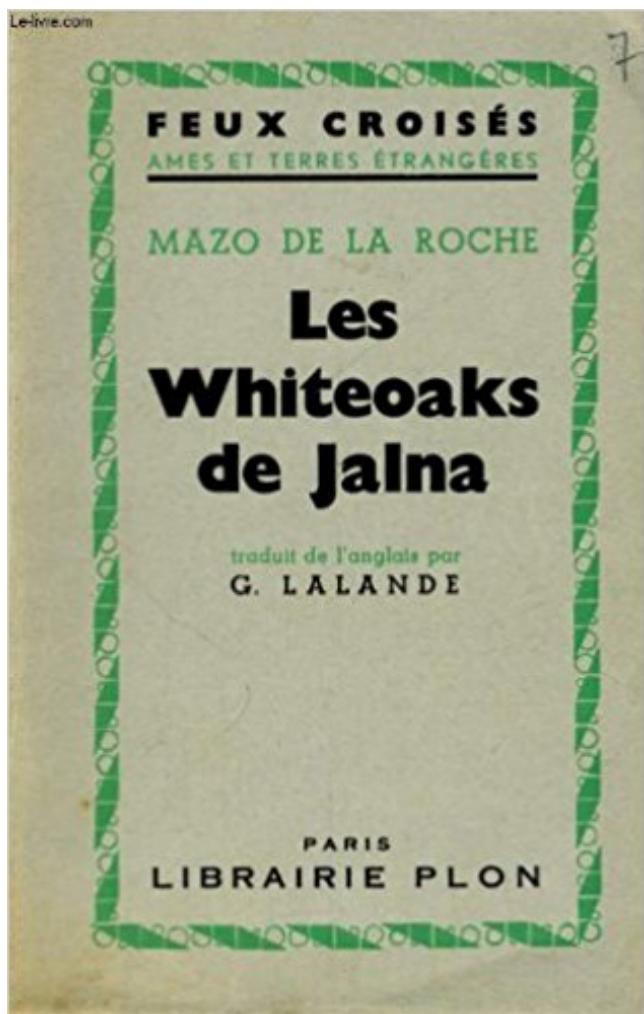 Le-livre.com
7
FEUX CROISÉS
AMES ET TERRES ÉTRANGÈRES
MAZO DE LA ROCHE
Les
Whiteoaks
de Jalna
traduit de l'anglais par
G. LALANDE
PARIS
LIBRAIRIE PLON